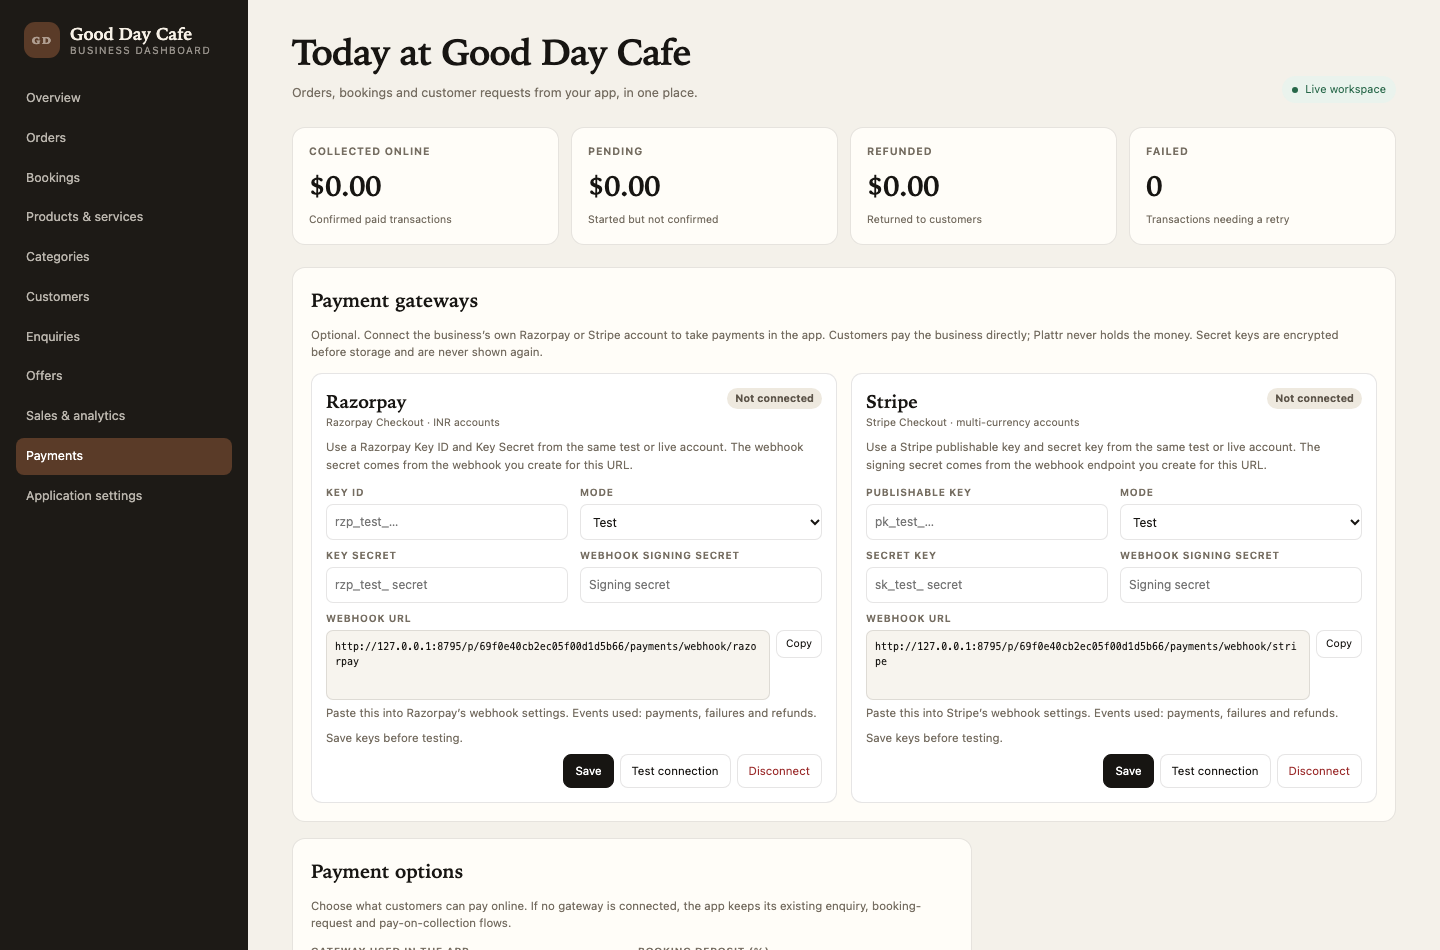 GD
Good Day Cafe
BUSINESS DASHBOARD
Overview
Orders
Bookings
Products & services
Categories
Customers
Enquiries
Offers
Sales & analytics
Payments
Application settings
Today at Good Day Cafe
Orders, bookings and customer requests from your app, in one place.
Live workspace
COLLECTED ONLINE
$0.00
Confirmed paid transactions
PENDING
$0.00
Started but not confirmed
REFUNDED
$0.00
Returned to customers
FAILED
0
Transactions needing a retry
Payment gateways
Optional. Connect the business's own Razorpay or Stripe account to take payments in the app. Customers pay the business directly; Plattr never holds the money. Secret keys are encrypted
before storage and are never shown again.
Razorpay
Not connected
Razorpay Checkout · INR accounts
Use a Razorpay Key ID and Key Secret from the same test or live account. The webhook
secret comes from the webhook you create for this URL.
KEY ID
MODE
rzp_test_…
Test
KEY SECRET
WEBHOOK SIGNING SECRET
rzp_test_ secret
Signing secret
WEBHOOK URL
http://127.0.0.1:8795/p/69f0e40cb2ec05f00d1d5b66/payments/webhook/razo
rpay
Copy
Paste this into Razorpay's webhook settings. Events used: payments, failures and refunds.
Save keys before testing.
Save
Test connection
Disconnect
Stripe
Not connected
Stripe Checkout · multi-currency accounts
Use a Stripe publishable key and secret key from the same test or live account. The
signing secret comes from the webhook endpoint you create for this URL.
PUBLISHABLE KEY
MODE
pk_test_…
Test
SECRET KEY
WEBHOOK SIGNING SECRET
sk_test_ secret
Signing secret
WEBHOOK URL
http://127.0.0.1:8795/p/69f0e40cb2ec05f00d1d5b66/payments/webhook/stri
pe
Copy
Paste this into Stripe's webhook settings. Events used: payments, failures and refunds.
Save keys before testing.
Save
Test connection
Disconnect
Payment options
Choose what customers can pay online. If no gateway is connected, the app keeps its existing enquiry, booking-
request and pay-on-collection flows.
GATEWAY USED IN THE APP
BOOKING DEPOSIT (%)